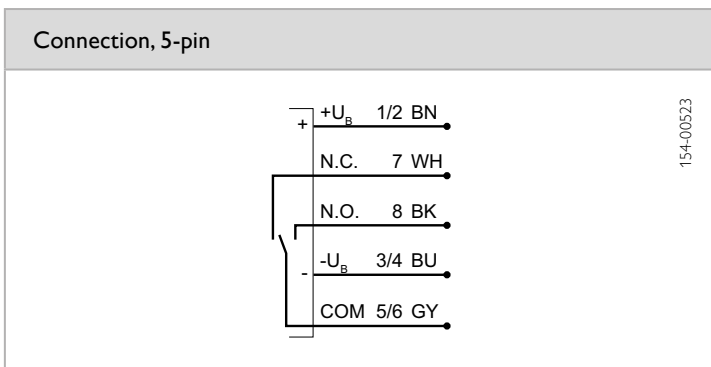 Connection, 5-pin
+ +U_B 1/2 BN
N.C. 7 WH
N.O. 8 BK
- -U_B 3/4 BU
COM 5/6 GY
154-00523